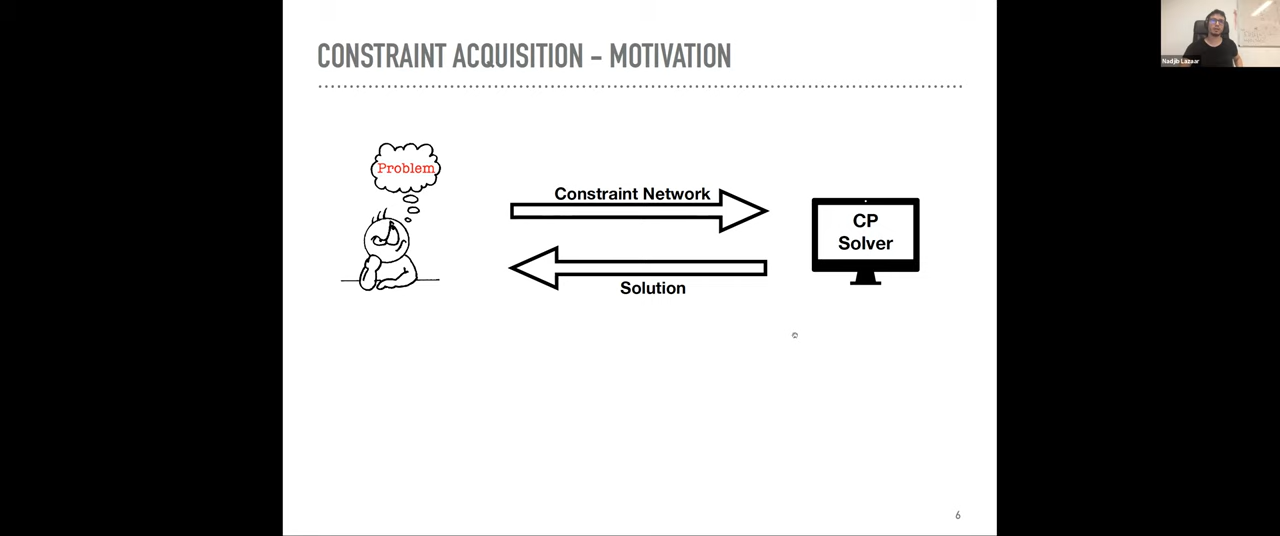 CONSTRAINT ACQUISITION – MOTIVATION
Problem
Constraint Network
CP
Solver
Solution
6
Nadjib Lazaar